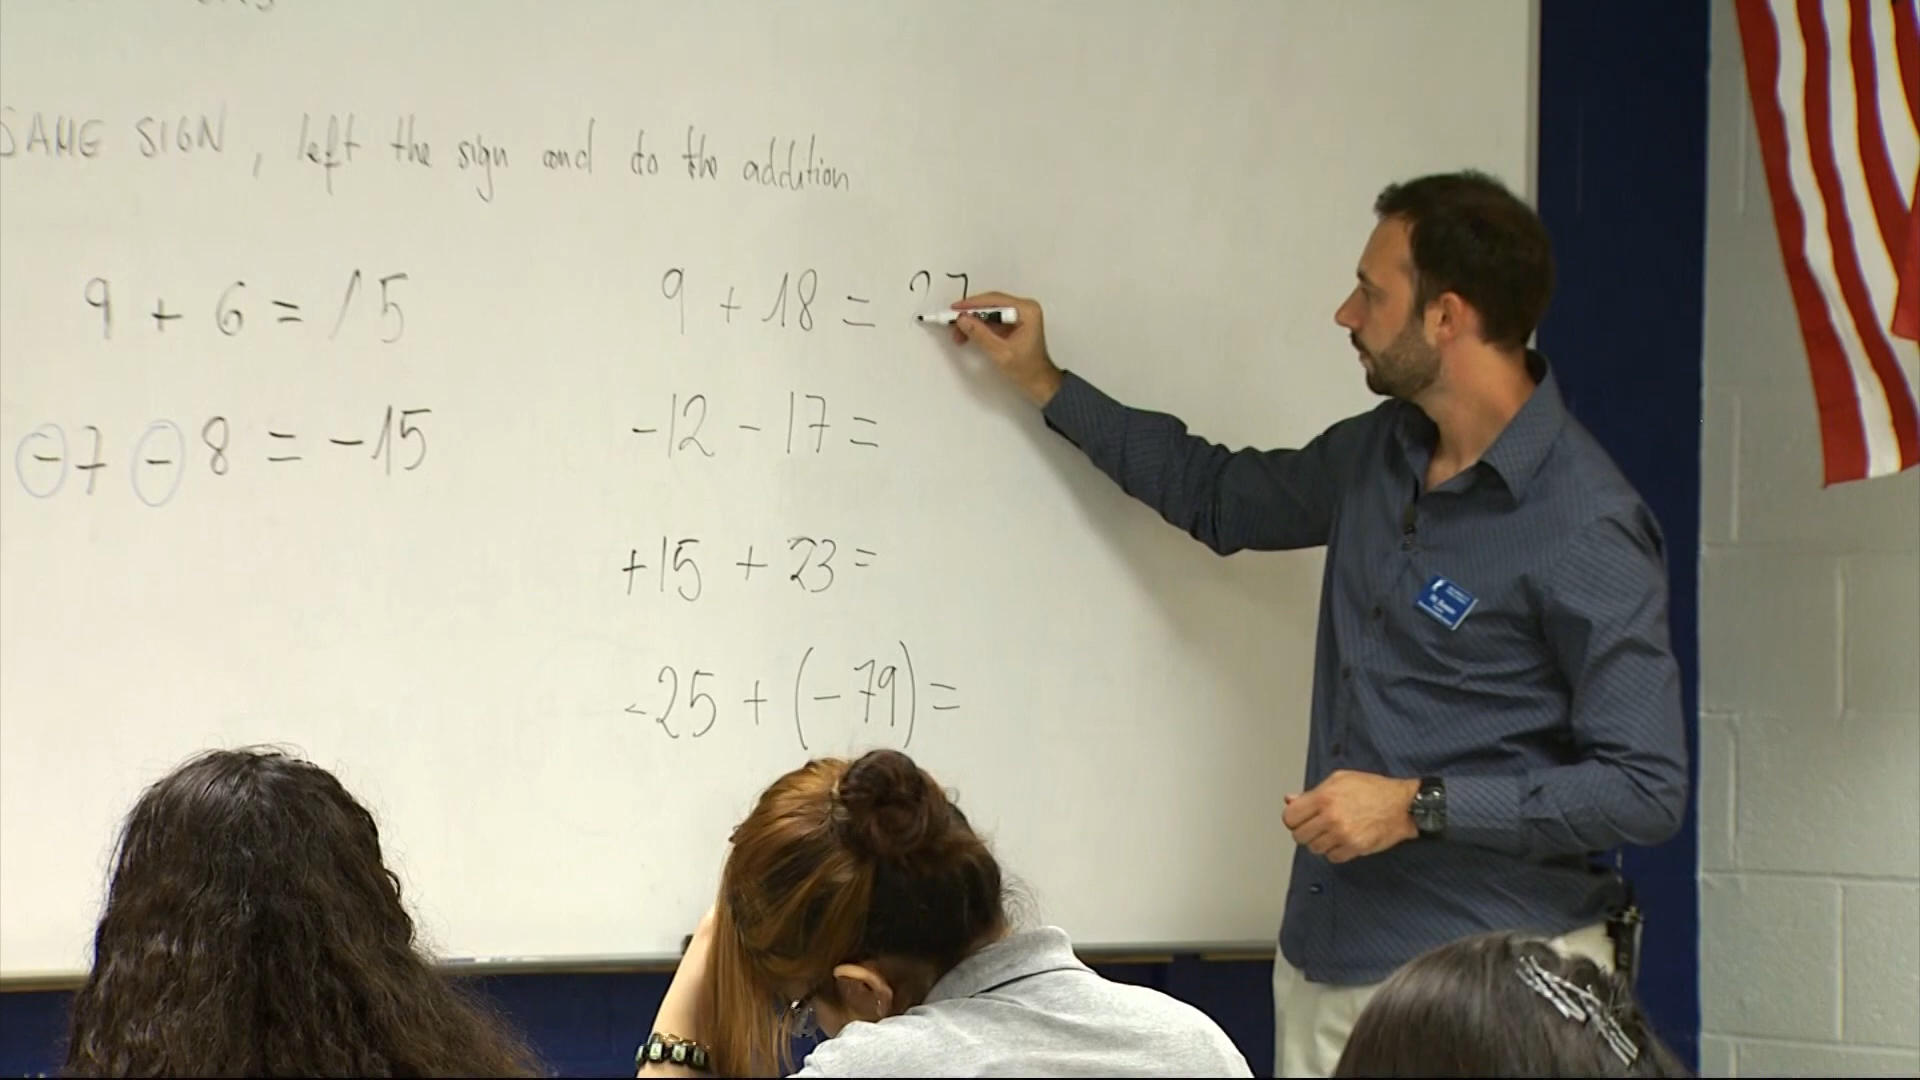 SAME SIGN, left the sign and do the addition
9 + 6 = 15
-7 -8 = -15
9 + 18 = 27
-12 - 17 =
+15 + 23 =
-25 + (-79) =